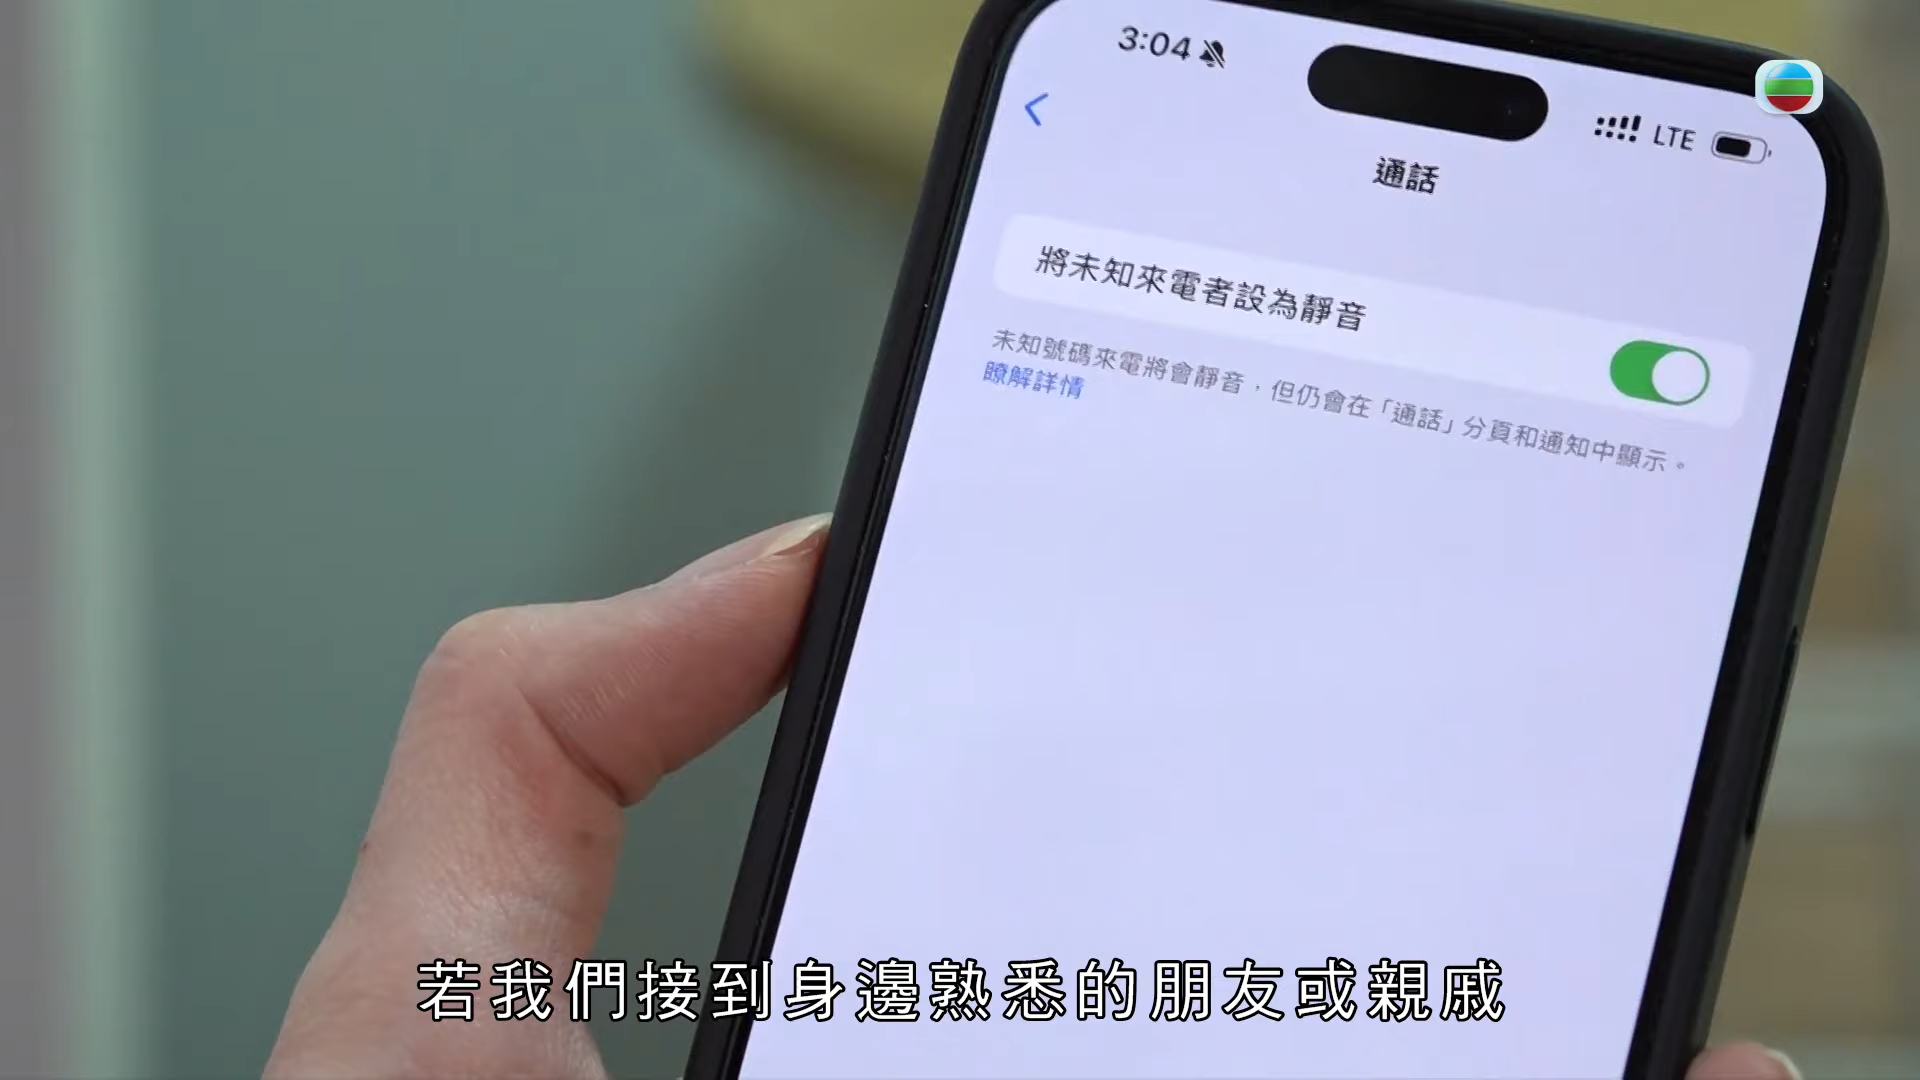 3:04
LTE
通話
將未知來電者設為靜音
未知號碼來電將會靜音，但仍會在「通話」分頁和通知中顯示。
瞭解詳情
若我們接到身邊熟悉的朋友或親戚